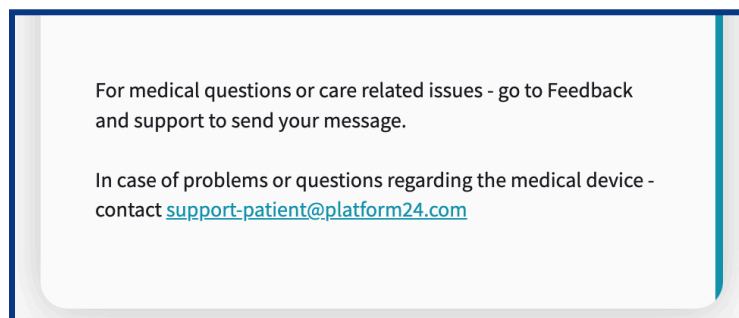 For medical questions or care related issues - go to Feedback
and support to send your message.
In case of problems or questions regarding the medical device -
contact support-patient@platform24.com